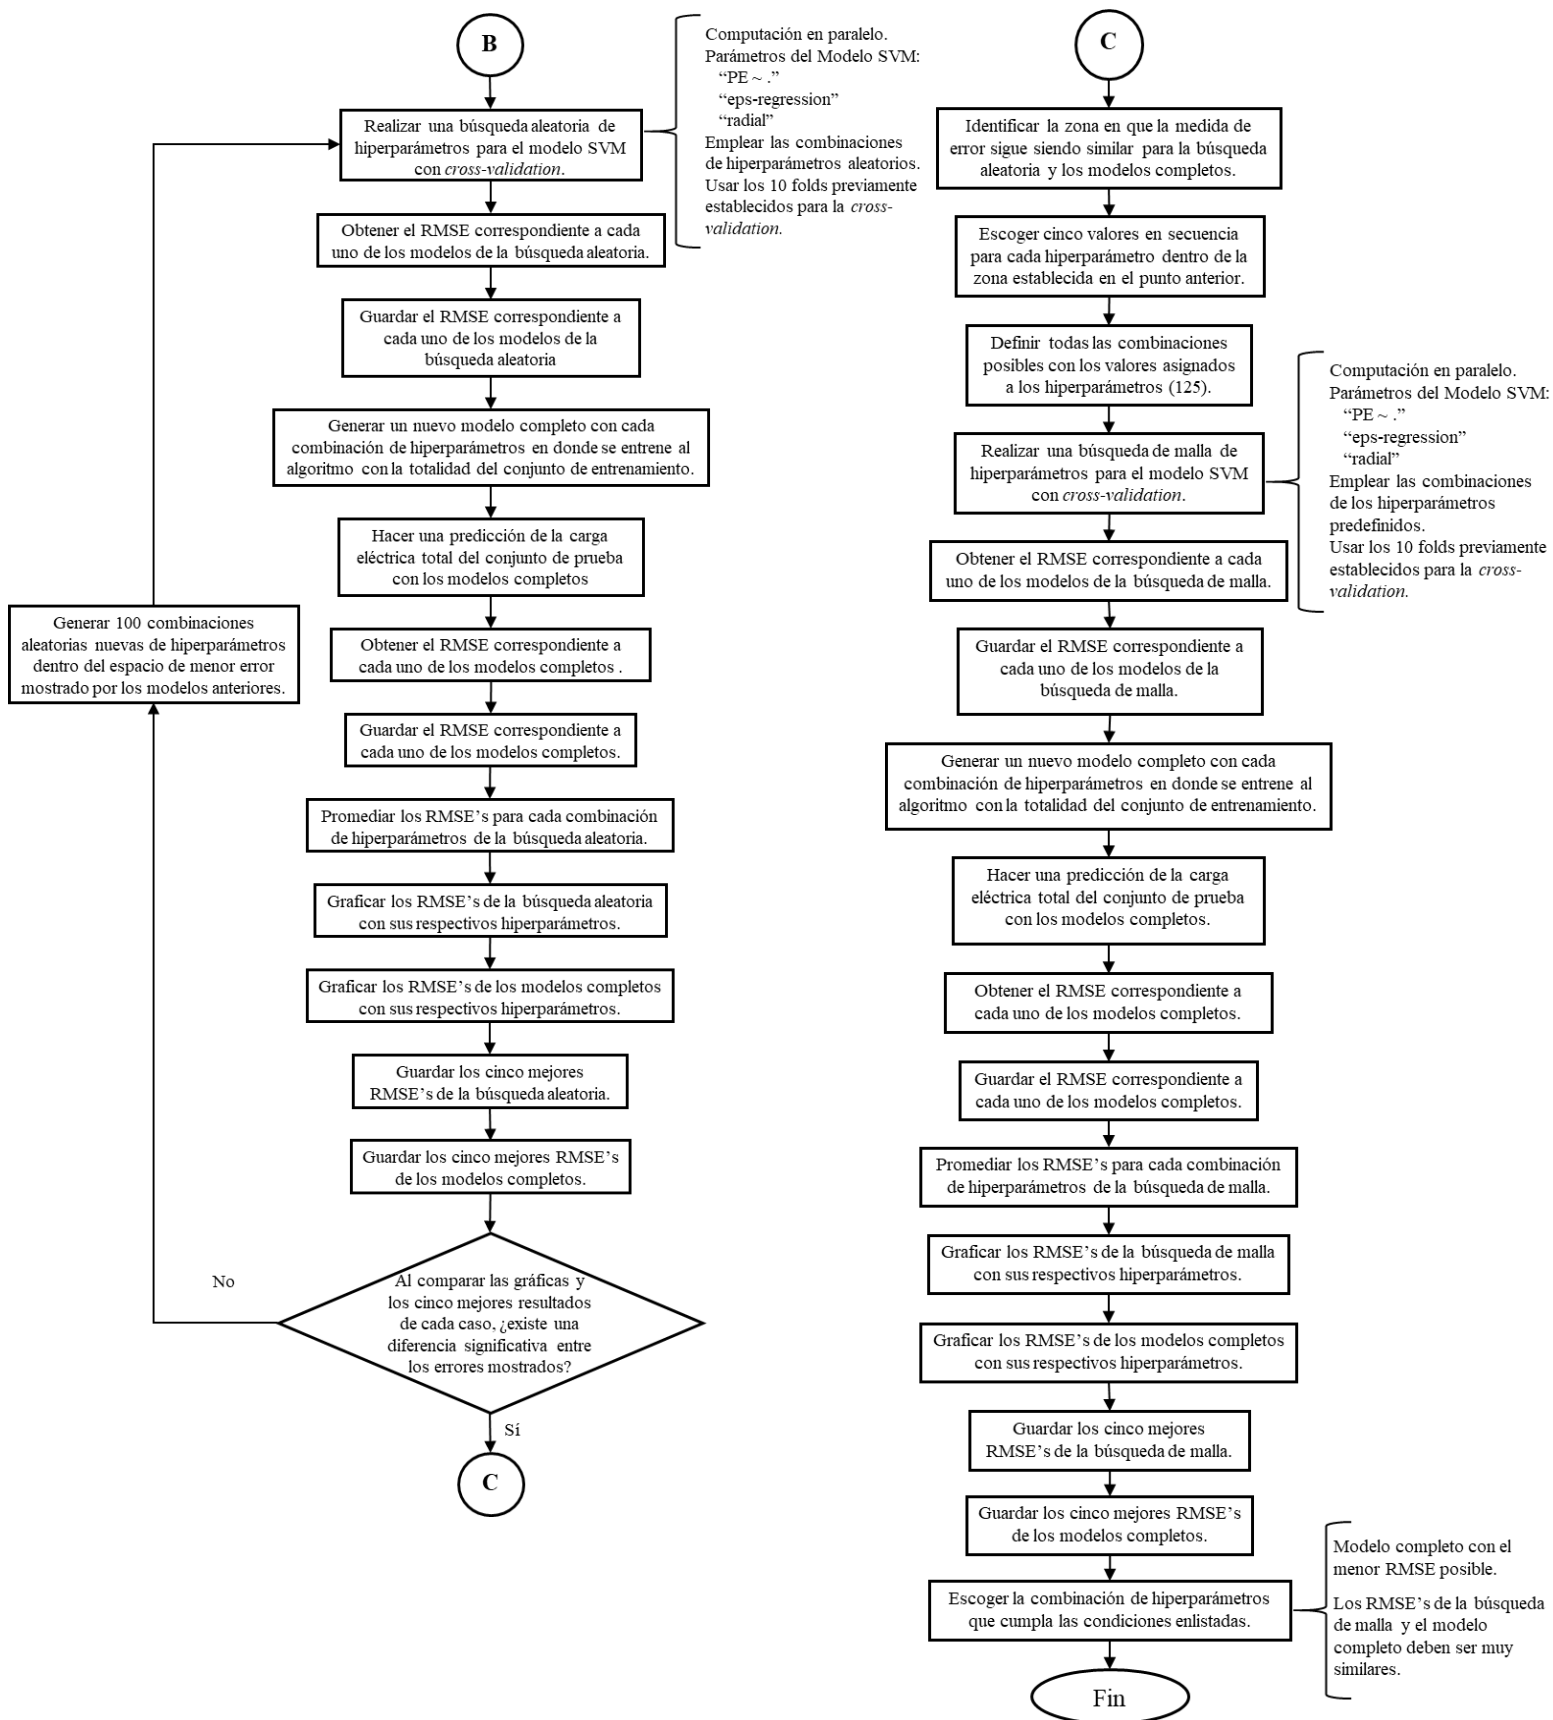 B
Realizar una búsqueda aleatoria de
hiperparámetros para el modelo SVM
con cross-validation.
Computación en paralelo.
Parámetros del Modelo SVM:
“PE ~ .”
“eps-regression”
“radial”
Emplear las combinaciones
de hiperparámetros aleatorios.
Usar los 10 folds previamente
establecidos para la cross-
validation.
Obtener el RMSE correspondiente a cada
uno de los modelos de la búsqueda aleatoria.
Guardar el RMSE correspondiente a
cada uno de los modelos de la
búsqueda aleatoria
Generar un nuevo modelo completo con cada
combinación de hiperparámetros en donde se entrene al
algoritmo con la totalidad del conjunto de entrenamiento.
Hacer una predicción de la carga
eléctrica total del conjunto de prueba
con los modelos completos
Generar 100 combinaciones
aleatorias nuevas de hiperparámetros
dentro del espacio de menor error
mostrado por los modelos anteriores.
Obtener el RMSE correspondiente a
cada uno de los modelos completos .
Guardar el RMSE correspondiente a
cada uno de los modelos completos.
Promediar los RMSE’s para cada combinación
de hiperparámetros de la búsqueda aleatoria.
Graficar los RMSE’s de la búsqueda aleatoria
con sus respectivos hiperparámetros.
Graficar los RMSE’s de los modelos completos
con sus respectivos hiperparámetros.
Guardar los cinco mejores
RMSE’s de la búsqueda aleatoria.
Guardar los cinco mejores RMSE’s
de los modelos completos.
No
Al comparar las gráficas y
los cinco mejores resultados
de cada caso, ¿existe una
diferencia significativa entre
los errores mostrados?
Sí
C
C
Identificar la zona en que la medida de
error sigue siendo similar para la búsqueda
aleatoria y los modelos completos.
Escoger cinco valores en secuencia
para cada hiperparámetro dentro de la
zona establecida en el punto anterior.
Definir todas las combinaciones
posibles con los valores asignados
a los hiperparámetros (125).
Realizar una búsqueda de malla de
hiperparámetros para el modelo SVM
con cross-validation.
Computación en paralelo.
Parámetros del Modelo SVM:
“PE ~ .”
“eps-regression”
“radial”
Emplear las combinaciones
de los hiperparámetros
predefinidos.
Usar los 10 folds previamente
establecidos para la cross-
validation.
Obtener el RMSE correspondiente a cada
uno de los modelos de la búsqueda de malla.
Guardar el RMSE correspondiente a
cada uno de los modelos de la
búsqueda de malla.
Generar un nuevo modelo completo con cada
combinación de hiperparámetros en donde se entrene al
algoritmo con la totalidad del conjunto de entrenamiento.
Hacer una predicción de la carga
eléctrica total del conjunto de prueba
con los modelos completos.
Obtener el RMSE correspondiente a
cada uno de los modelos completos.
Guardar el RMSE correspondiente a
cada uno de los modelos completos.
Promediar los RMSE’s para cada combinación
de hiperparámetros de la búsqueda de malla.
Graficar los RMSE’s de la búsqueda de malla
con sus respectivos hiperparámetros.
Graficar los RMSE’s de los modelos completos
con sus respectivos hiperparámetros.
Guardar los cinco mejores
RMSE’s de la búsqueda de malla.
Guardar los cinco mejores RMSE’s
de los modelos completos.
Escoger la combinación de hiperparámetros
que cumpla las condiciones enlistadas.
Modelo completo con el
menor RMSE posible.
Los RMSE’s de la búsqueda
de malla y el modelo
completo deben ser muy
similares.
Fin